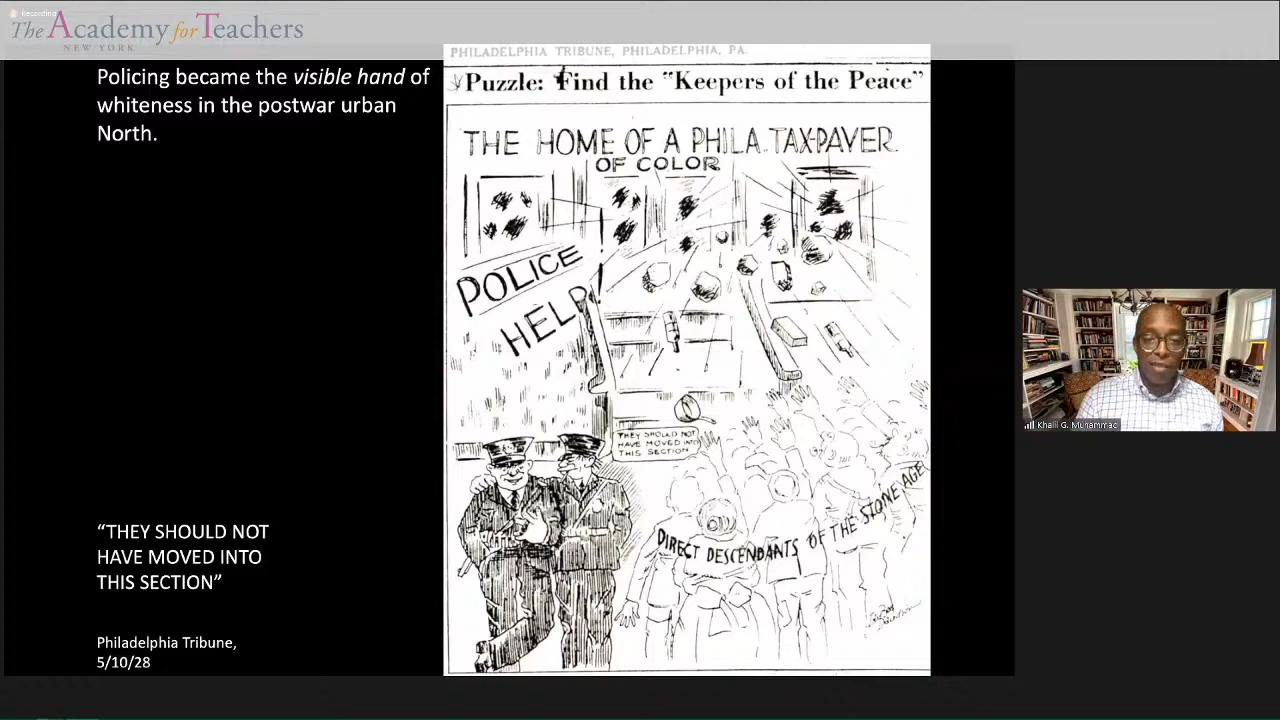 Recording
The Academy for Teachers
NEW YORK
Policing became the visible hand of
whiteness in the postwar urban
North.
"THEY SHOULD NOT
HAVE MOVED INTO
THIS SECTION"
Philadelphia Tribune,
5/10/28
PHILADELPHIA TRIBUNE, PHILADELPHIA, PA.
Puzzle: Find the "Keepers of the Peace"
THE HOME OF A PHILA. TAX-PAYER
OF COLOR
POLICE
HELP!
THEY SHOULD NOT
HAVE MOVED INTO
THIS SECTION
DIRECT DESCENDANTS OF THE STONE AGE
Khalil G. Muhammad